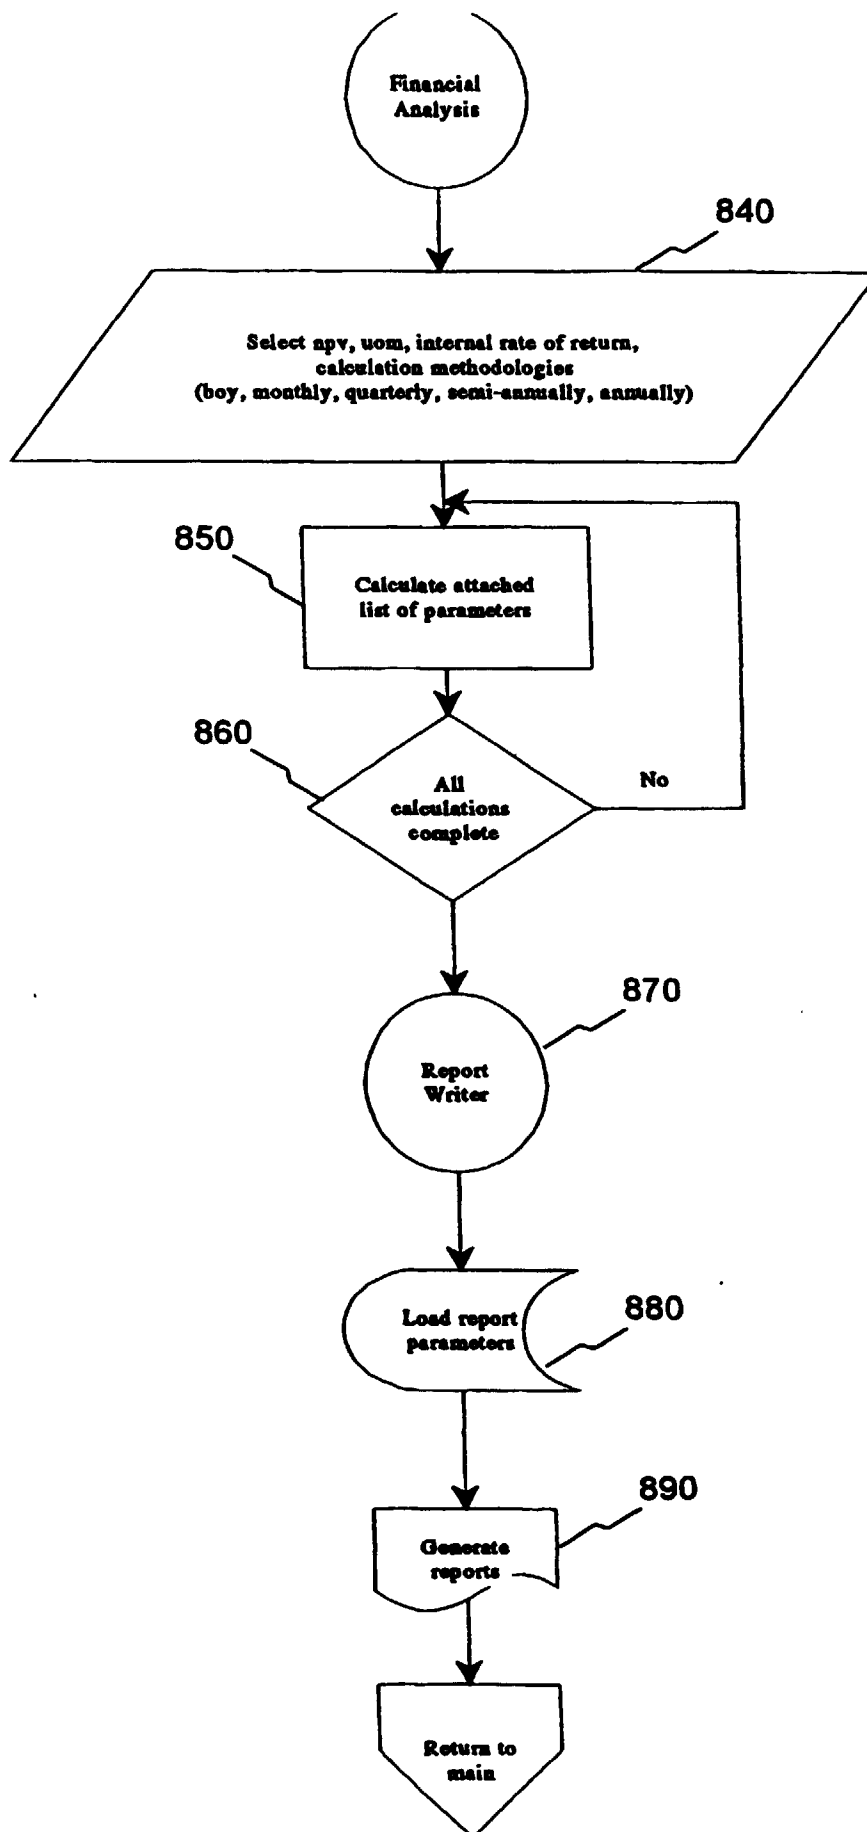 Financial
Analysis
840
Select npv, uom, internal rate of return,
calculation methodologies
(boy, monthly, quarterly, semi-annually, annually)
850
Calculate attached
list of parameters
860
All
calculations
complete
No
870
Report
Writer
Load report
parameters
880
890
Generate
reports
Return to
main